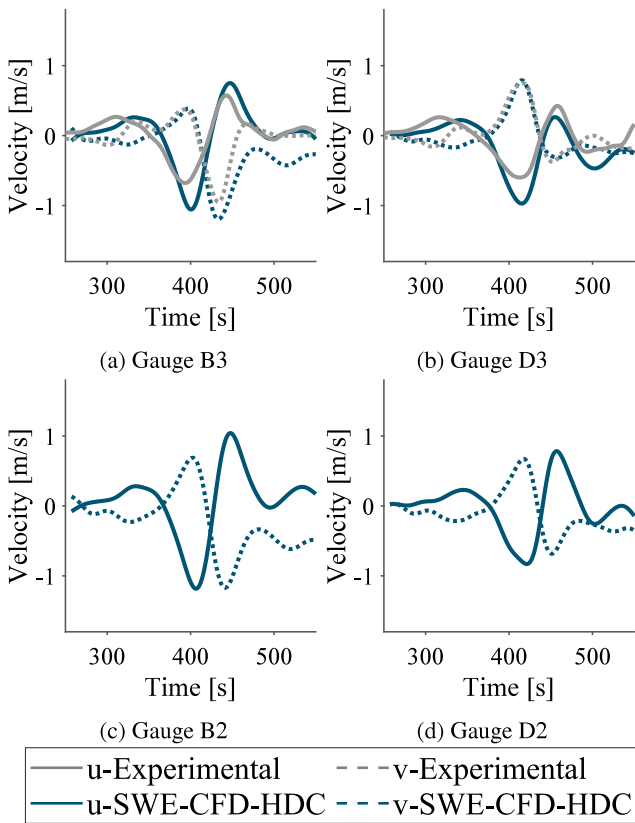 Velocity [m/s]
1
0
-1
300 400 500
Time [s]
(a) Gauge B3
Velocity [m/s]
1
0
-1
300 400 500
Time [s]
(b) Gauge D3
Velocity [m/s]
1
0
-1
300 400 500
Time [s]
(c) Gauge B2
Velocity [m/s]
1
0
-1
300 400 500
Time [s]
(d) Gauge D2
u-Experimental v-Experimental
u-SWE-CFD-HDC v-SWE-CFD-HDC